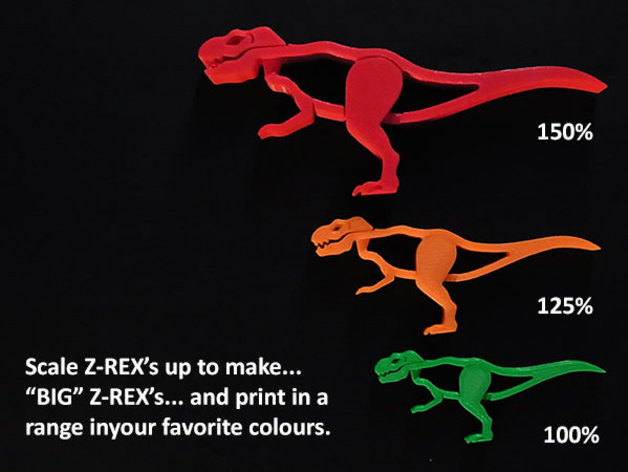 150%
125%
Scale Z-REX's up to make...
“BIG” Z-REX's... and print in a
range inyour favorite colours.
100%